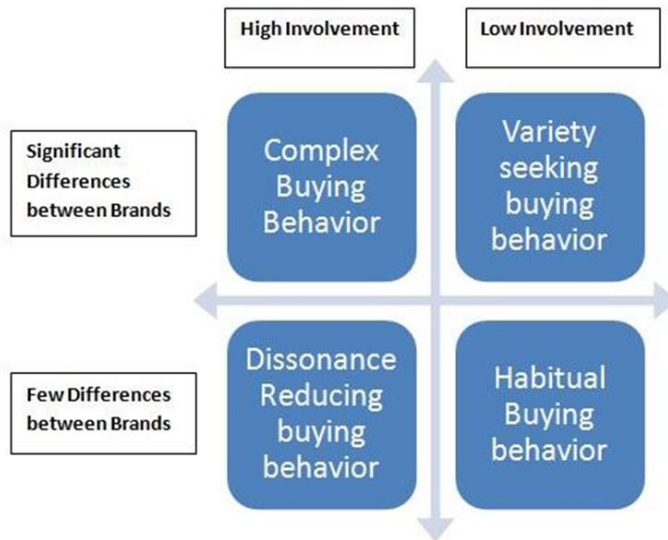 High Involvement
Low Involvement
Significant
Differences
between Brands
Complex
Buying
Behavior
Variety
seeking
buying
behavior
Few Differences
between Brands
Dissonance
Reducing
buying
behavior
Habitual
Buying
behavior